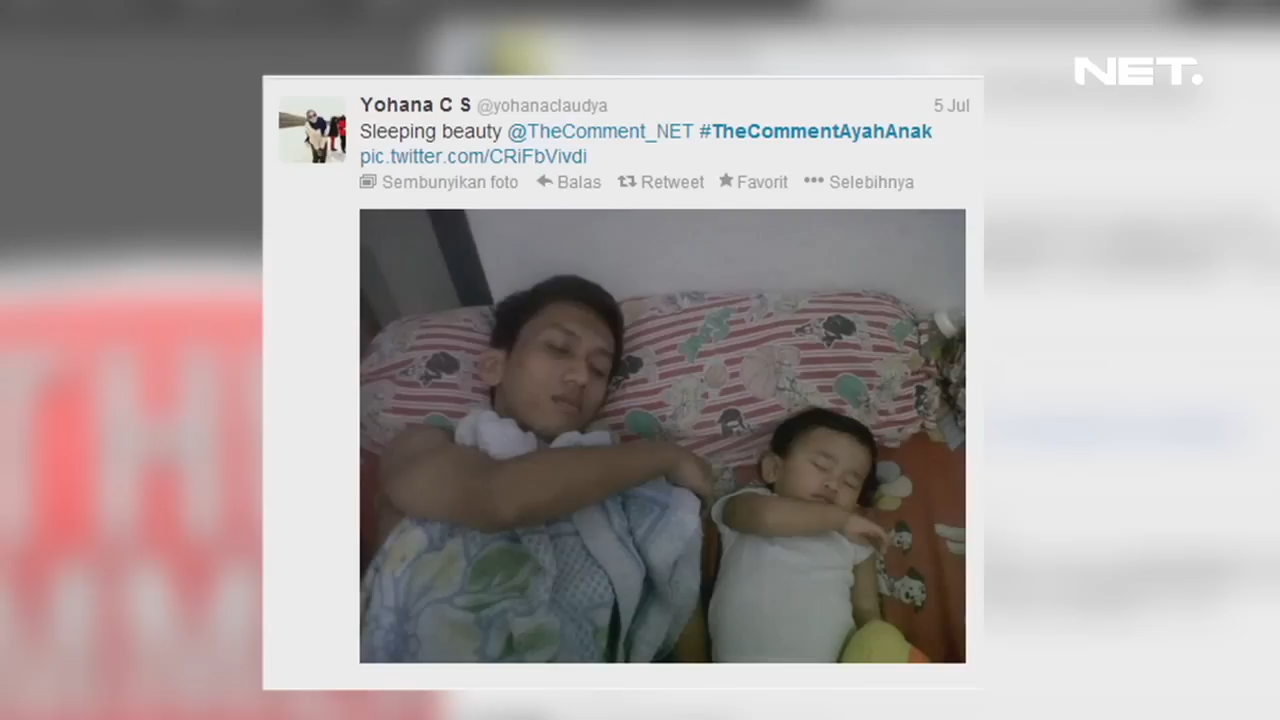 NET.
Yohana C S @yohanaclaudya 5 Jul
Sleeping beauty @TheComment_NET #TheCommentAyahAnak
pic.twitter.com/CRiFbVivdi
Sembunyikan foto Balas Retweet Favorit Selebihnya